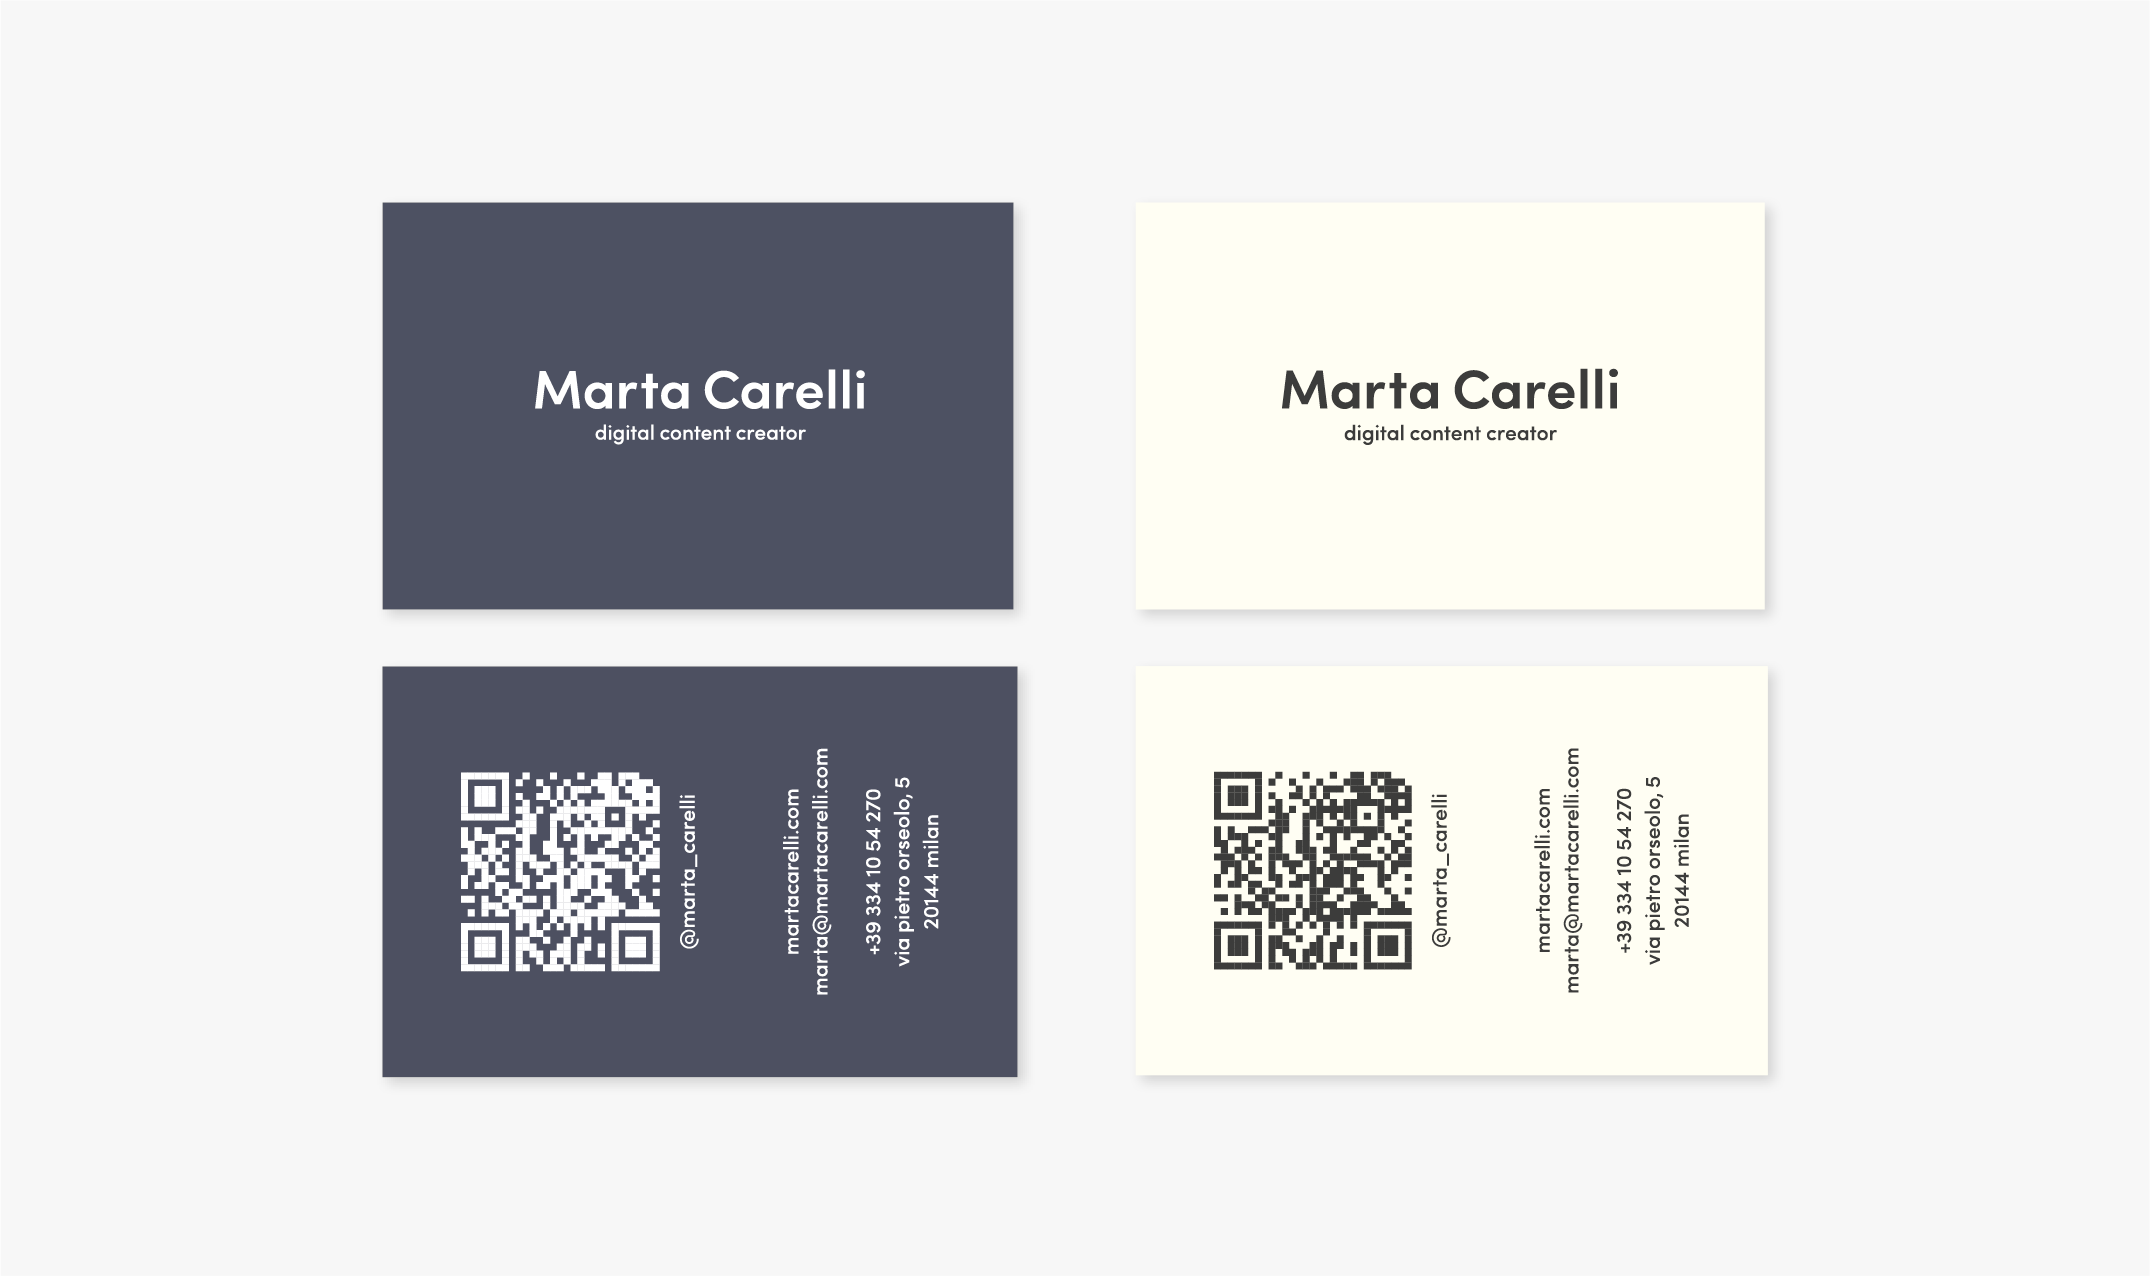 Marta Carelli
digital content creator
Marta Carelli
digital content creator
@marta_carelli
martacarelli.com
marta@martacarelli.com
+39 334 10 54 270
via pietro orseolo, 5
20144 milan
@marta_carelli
martacarelli.com
marta@martacarelli.com
+39 334 10 54 270
via pietro orseolo, 5
20144 milan